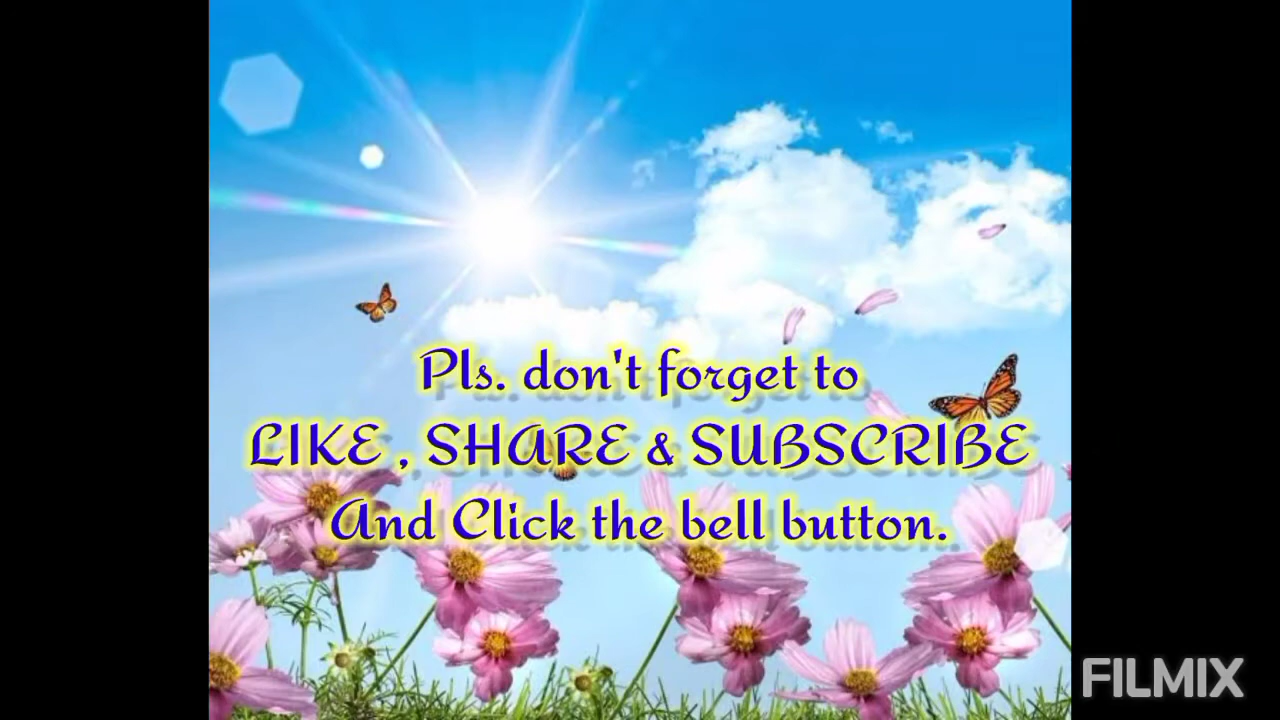 Pls. don't forget to
LIKE , SHARE & SUBSCRIBE
And Click the bell button.
FILMIX